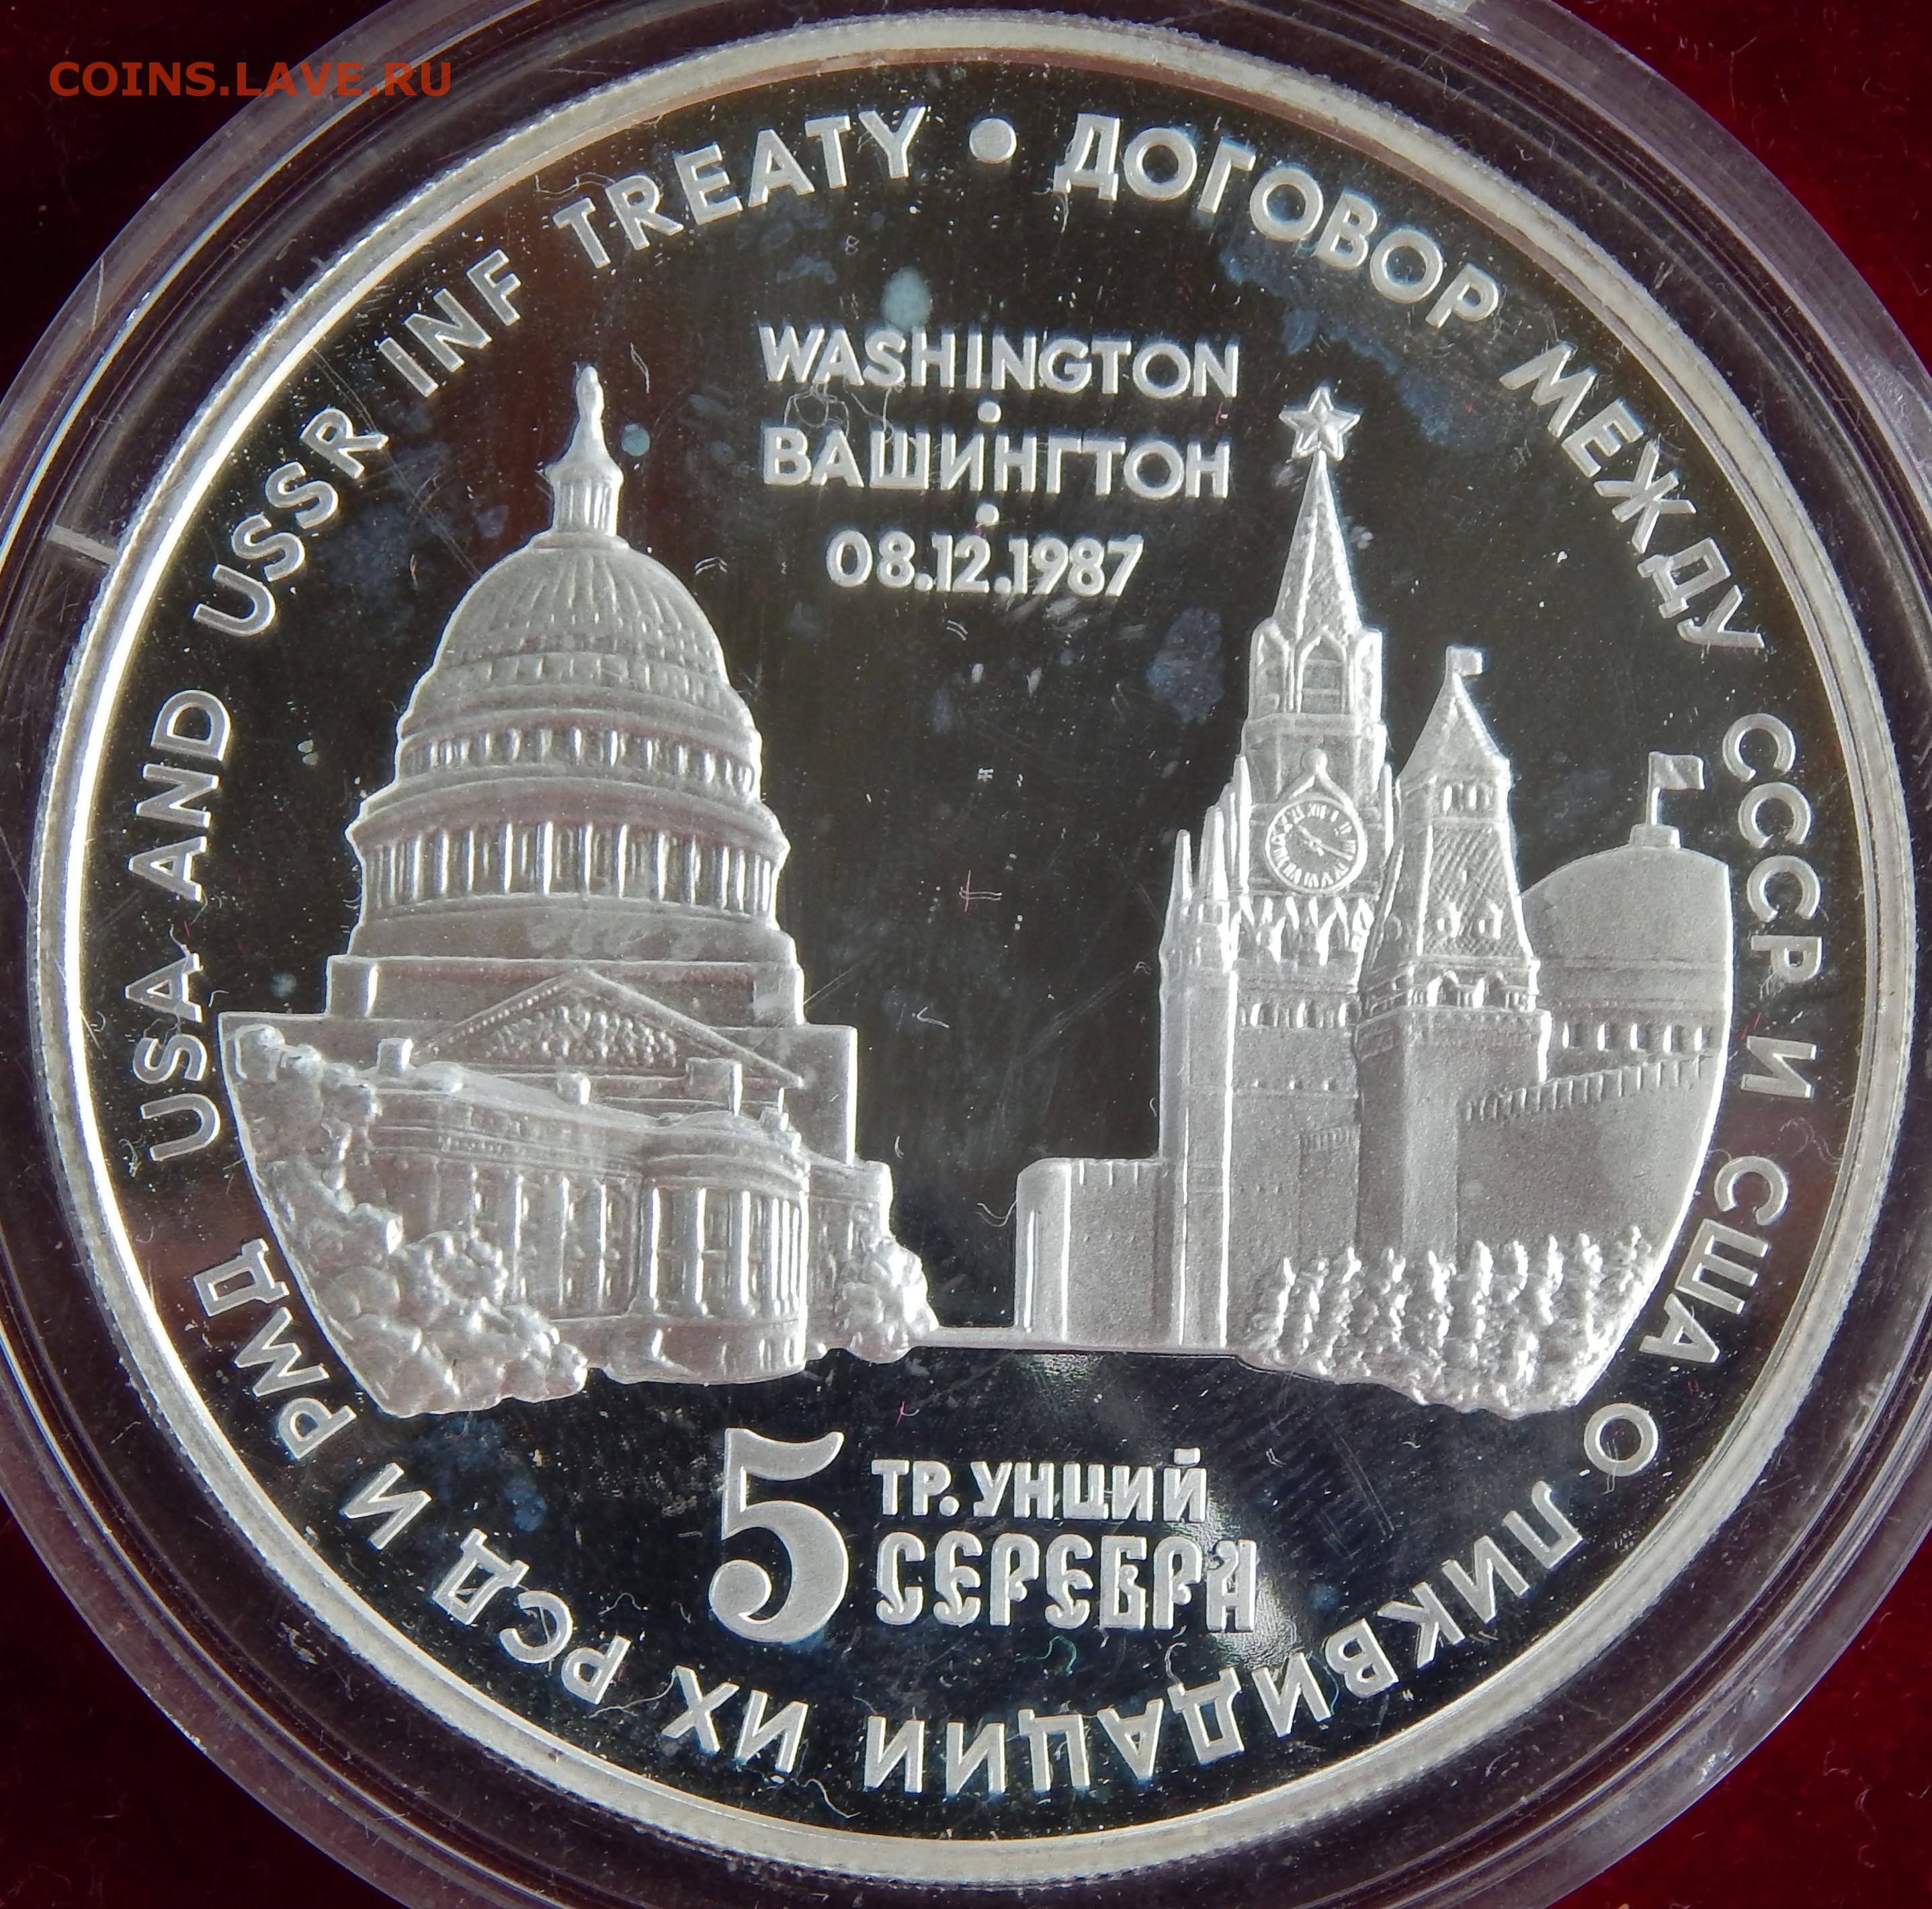 COINS.LAVE.RU
USA AND USSR INF TREATY • ДОГОВОР МЕЖДУ СССР И США О ЛИКВИДАЦИИ ИХ РСД И РМД
WASHINGTON
•
ВАШИНГТОН
•
08.12.1987
5 ТР. УНЦИЙ
СЕРЕБРА